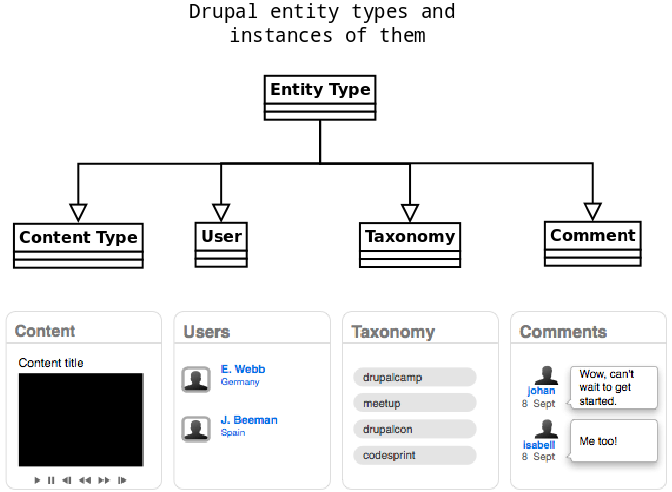 Drupal entity types and
instances of them
Entity Type
Content Type
User
Taxonomy
Comment
Content
Content title
Users
E. Webb
Germany
J. Beeman
Spain
Taxonomy
drupalcamp
meetup
drupalcon
codesprint
Comments
johan
8 Sept
Wow, can't
wait to get
started.
isabell
8 Sept
Me too!